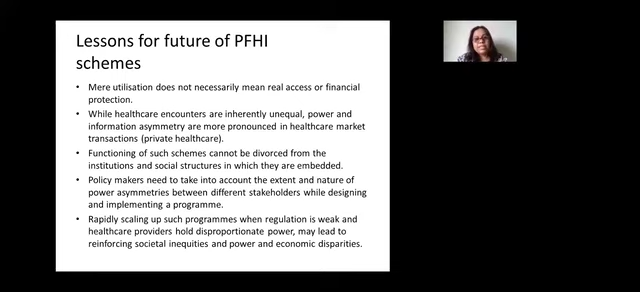 Lessons for future of PFHI
schemes
• Mere utilisation does not necessarily mean real access or financial
protection.
• While healthcare encounters are inherently unequal, power and
information asymmetry are more pronounced in healthcare market
transactions (private healthcare).
• Functioning of such schemes cannot be divorced from the
institutions and social structures in which they are embedded.
• Policy makers need to take into account the extent and nature of
power asymmetries between different stakeholders while designing
and implementing a programme.
• Rapidly scaling up such programmes when regulation is weak and
healthcare providers hold disproportionate power, may lead to
reinforcing societal inequities and power and economic disparities.